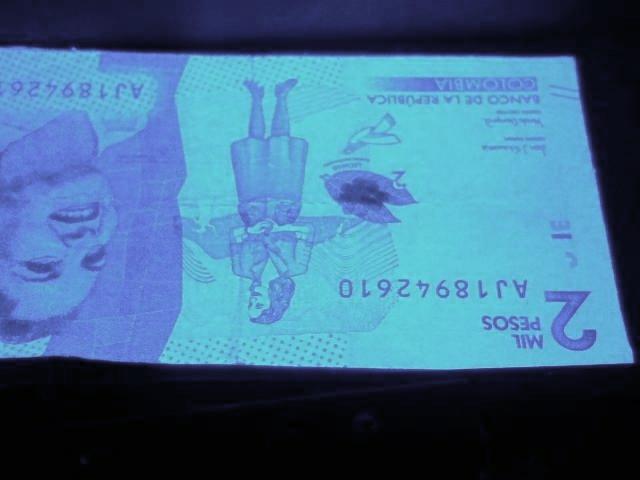 2
MIL
PESOS
AJ18942610
2
BANCO DE LA REPÚBLICA
COLOMBIA
AJ1894261